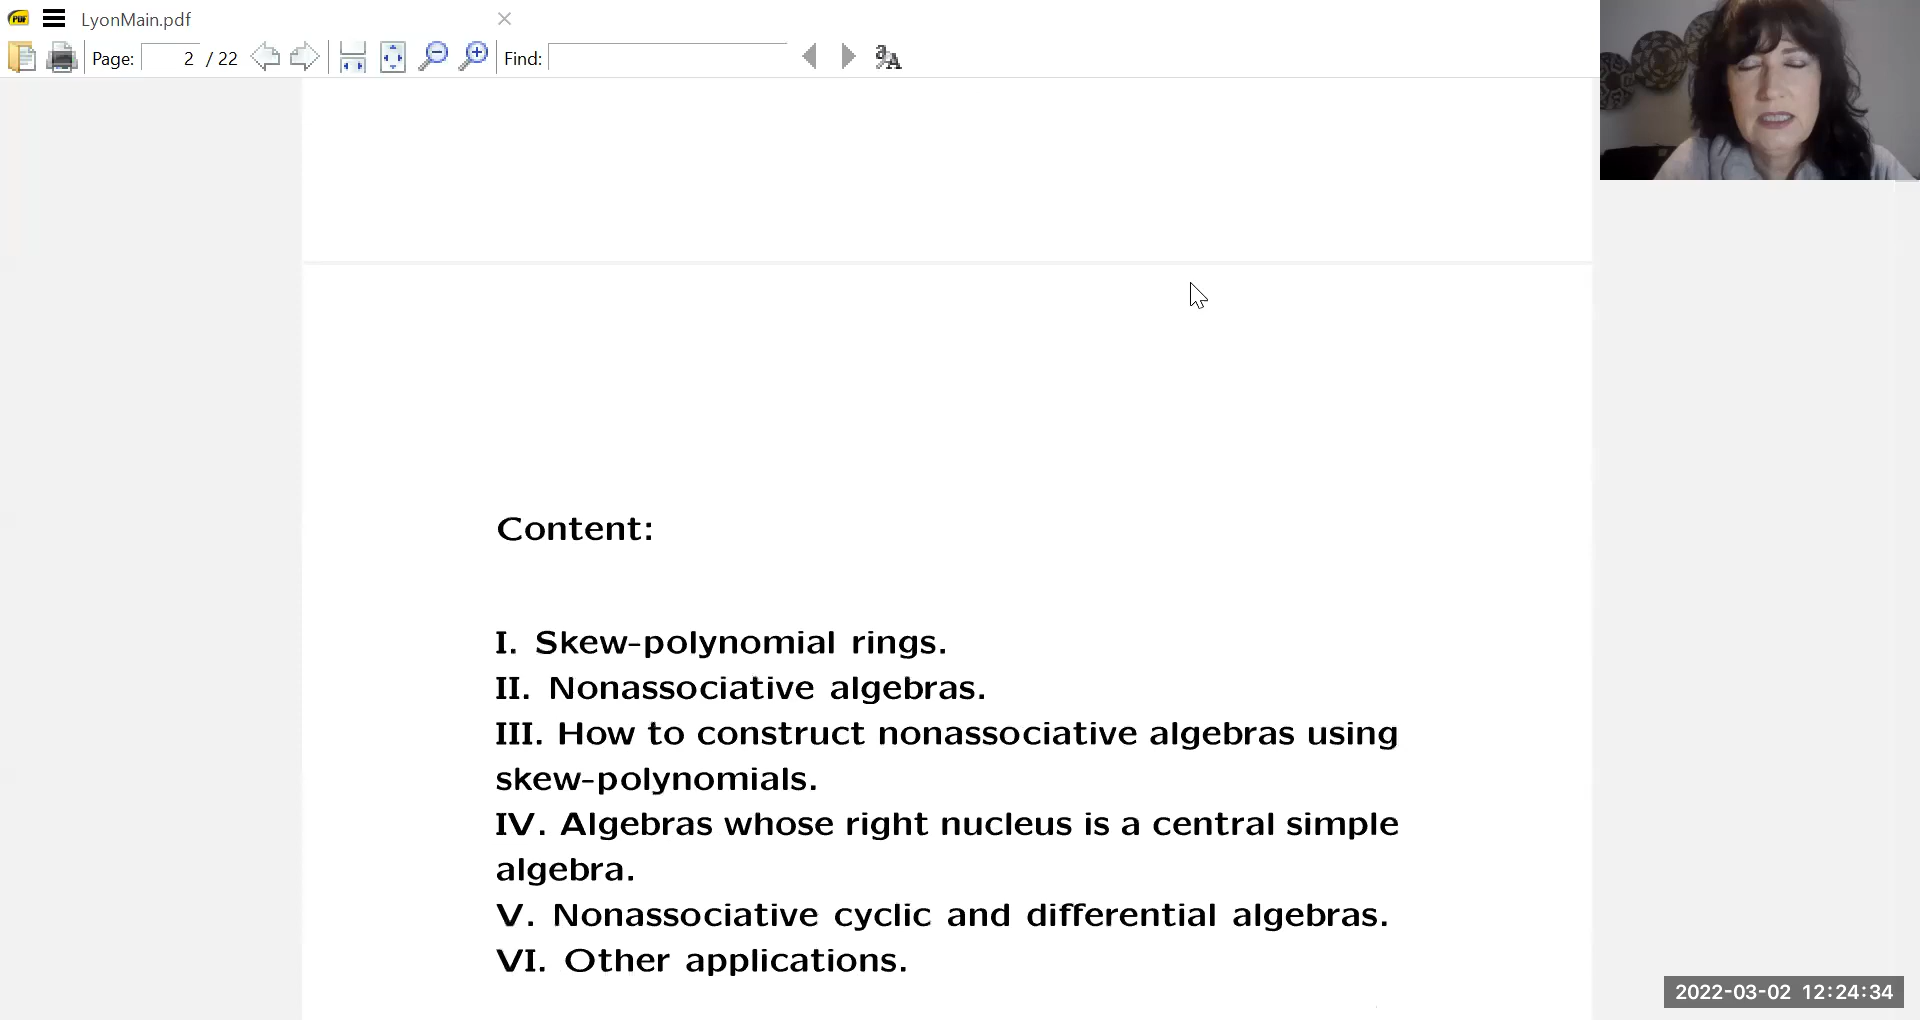 PDF
LyonMain.pdf
Page: 2 / 22
Find:
Content:
I. Skew-polynomial rings.
II. Nonassociative algebras.
III. How to construct nonassociative algebras using
skew-polynomials.
IV. Algebras whose right nucleus is a central simple
algebra.
V. Nonassociative cyclic and differential algebras.
VI. Other applications.
2022-03-02 12:24:34